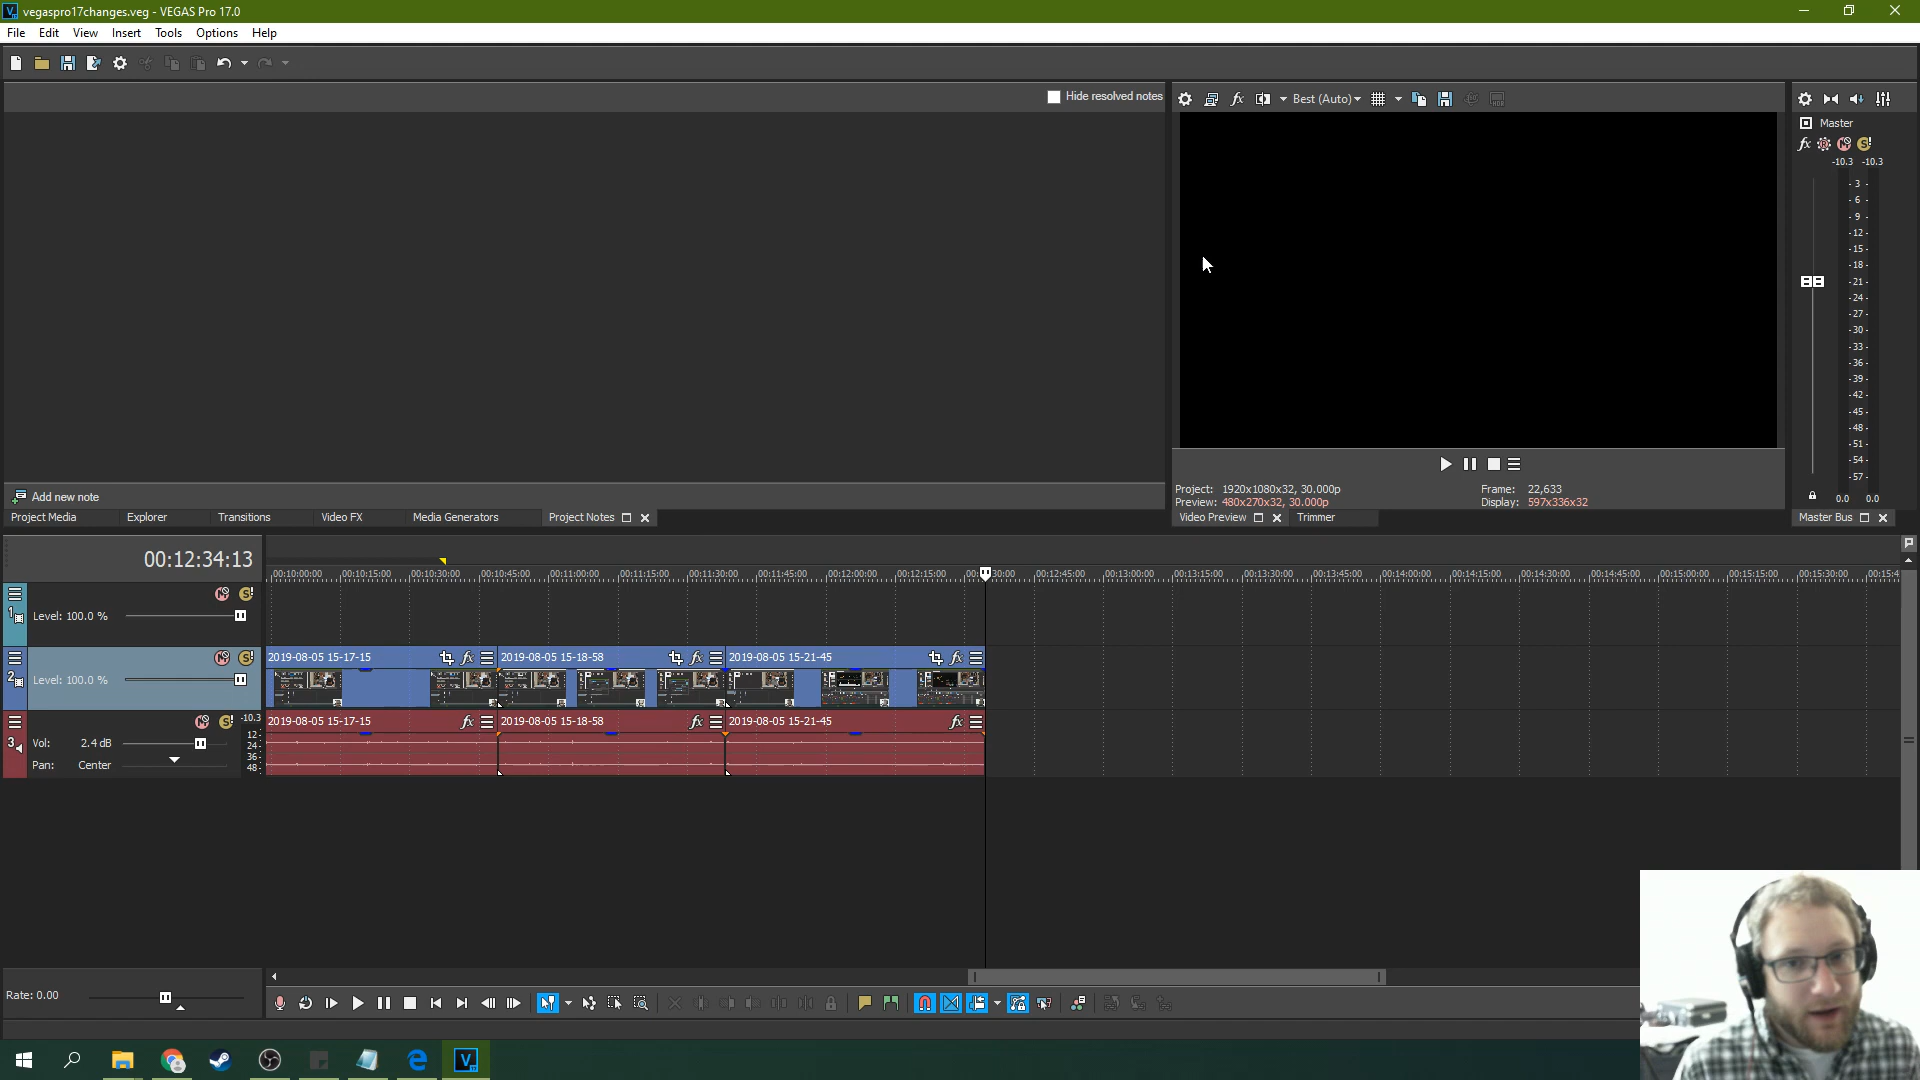 vegaspro17changes.veg - VEGAS Pro 17.0
File Edit View Insert Tools Options Help
Hide resolved notes
Best (Auto)
Master
-10.3 -10.3
- 3 -
- 6 -
- 9 -
- 12 -
- 15 -
- 18 -
- 21 -
- 24 -
- 27 -
- 30 -
- 33 -
- 36 -
- 39 -
- 42 -
- 45 -
- 48 -
- 51 -
- 54 -
- 57 -
0.0 0.0
Project: 1920x1080x32, 30.000p Frame: 22,633
Preview: 480x270x32, 30.000p Display: 597x336x32
Add new note
Project Media Explorer Transitions Video FX Media Generators Project Notes Video Preview Trimmer Master Bus
00:12:34:13
00:10:00:00 00:10:15:00 00:10:30:00 00:10:45:00 00:11:00:00 00:11:15:00 00:11:30:00 00:11:45:00 00:12:00:00 00:12:15:00 00: 30:00 00:12:45:00 00:13:00:00 00:13:15:00 00:13:30:00 00:13:45:00 00:14:00:00 00:14:15:00 00:14:30:00 00:14:45:00 00:15:00:00 00:15:15:00 00:15:30:00 00:15:4
1
Level: 100.0 %
2019-08-05 15-17-15 fx 2019-08-05 15-18-58 fx 2019-08-05 15-21-45 fx
2
Level: 100.0 %
-10.3 2019-08-05 15-17-15 fx 2019-08-05 15-18-58 fx 2019-08-05 15-21-45 fx
3
Vol: 2.4 dB
Pan: Center
12 -
24 -
36 -
48 -
Rate: 0.00